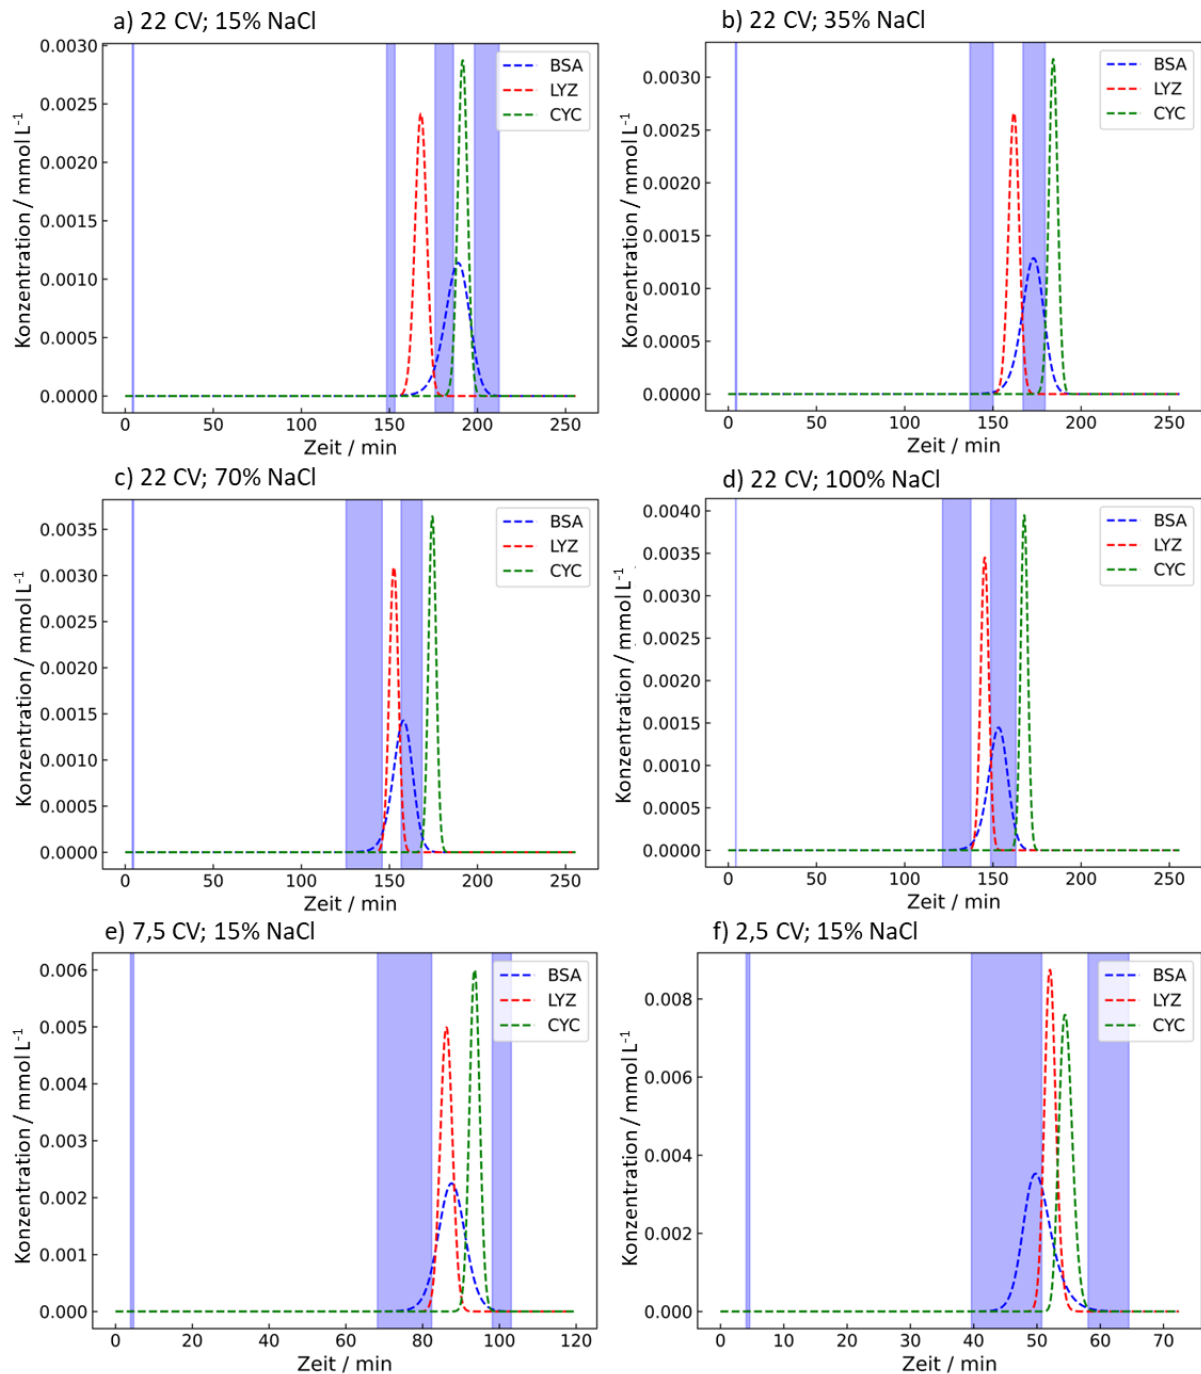 a) 22 CV; 15% NaCl
Konzentration / mmol L⁻¹
0.0030
0.0025
0.0020
0.0015
0.0010
0.0005
0.0000
BSA
LYZ
CYC
0 50 100 150 200 250
Zeit / min
b) 22 CV; 35% NaCl
Konzentration / mmol L⁻¹
0.0030
0.0025
0.0020
0.0015
0.0010
0.0005
0.0000
BSA
LYZ
CYC
0 50 100 150 200 250
Zeit / min
c) 22 CV; 70% NaCl
Konzentration / mmol L⁻¹
0.0035
0.0030
0.0025
0.0020
0.0015
0.0010
0.0005
0.0000
BSA
LYZ
CYC
0 50 100 150 200 250
Zeit / min
d) 22 CV; 100% NaCl
Konzentration / mmol L⁻¹
0.0040
0.0035
0.0030
0.0025
0.0020
0.0015
0.0010
0.0005
0.0000
BSA
LYZ
CYC
0 50 100 150 200 250
Zeit / min
e) 7,5 CV; 15% NaCl
Konzentration / mmol L⁻¹
0.006
0.005
0.004
0.003
0.002
0.001
0.000
BSA
LYZ
CYC
0 20 40 60 80 100 120
Zeit / min
f) 2,5 CV; 15% NaCl
Konzentration / mmol L⁻¹
0.008
0.006
0.004
0.002
0.000
BSA
LYZ
CYC
0 10 20 30 40 50 60 70
Zeit / min